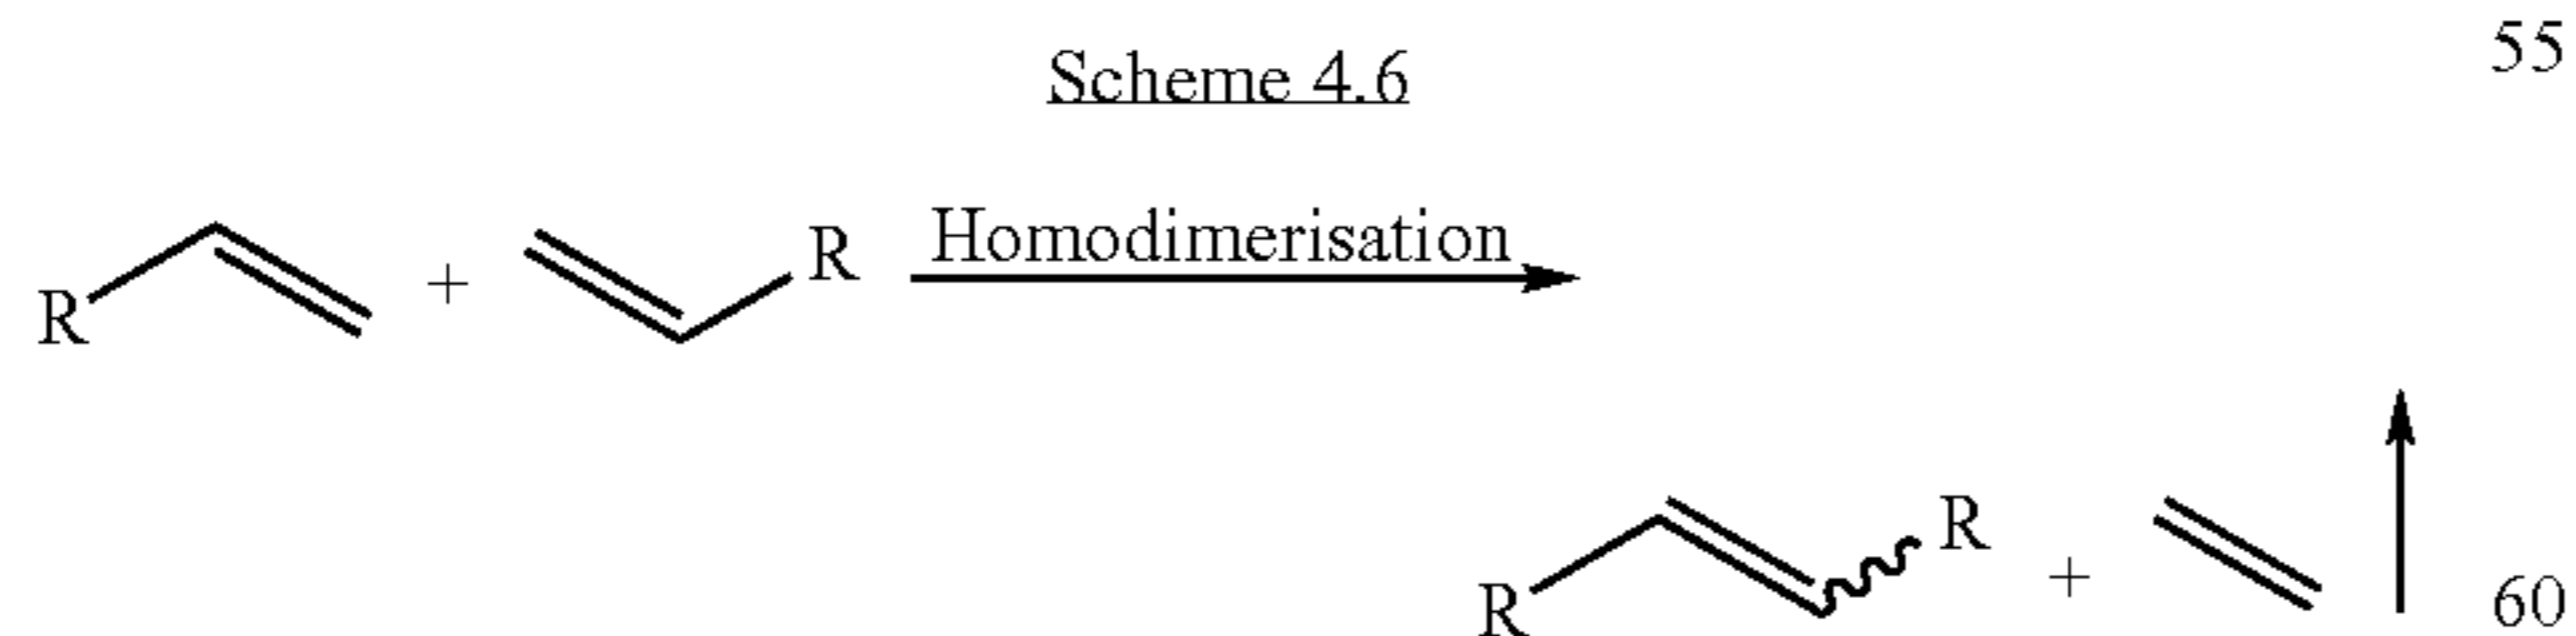 55
Scheme 4.6
R + R Homodimerisation
R + R
60